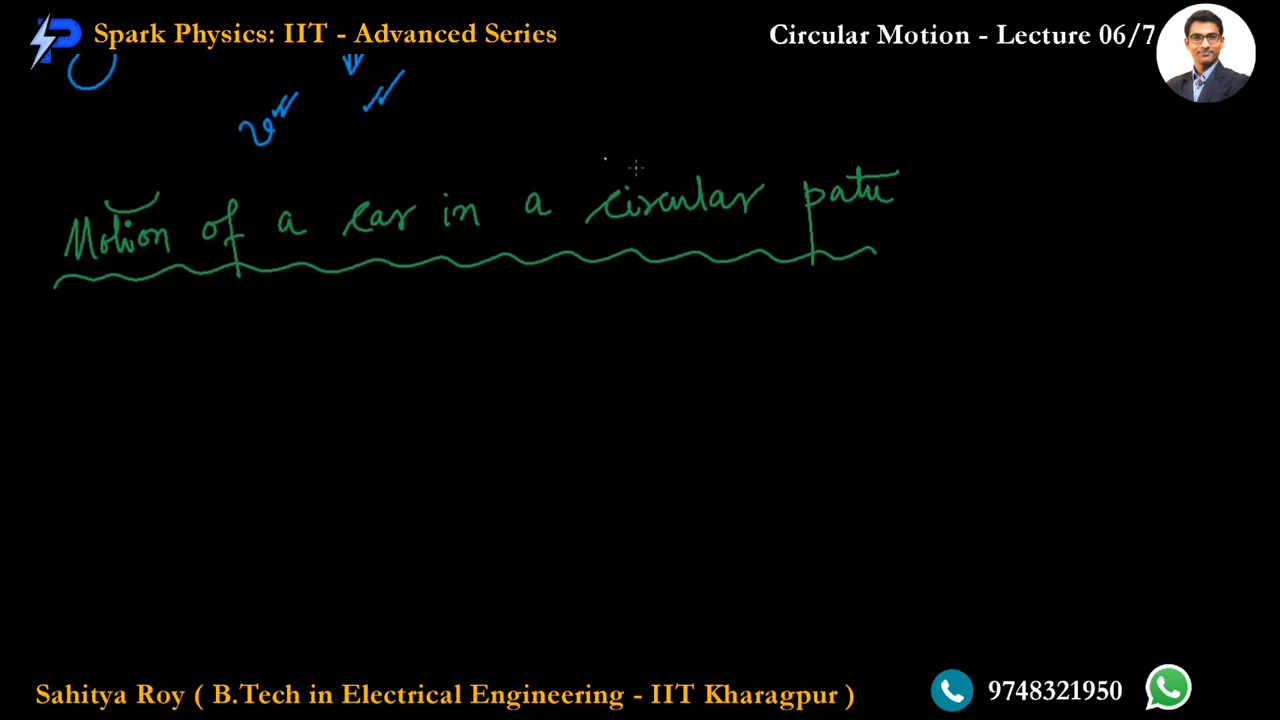 Spark Physics: IIT - Advanced Series
Circular Motion - Lecture 06/7
Motion of a car in a circular path
Sahitya Roy ( B.Tech in Electrical Engineering - IIT Kharagpur )
9748321950